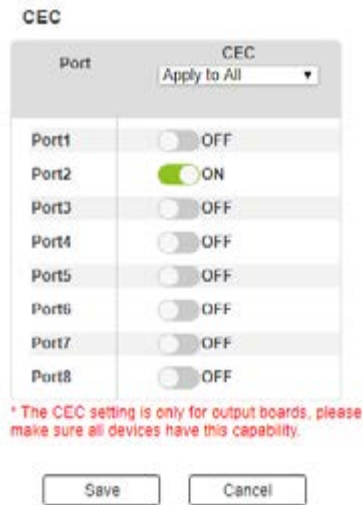 CEC
Port CEC
Apply to All
Port1 OFF
Port2 ON
Port3 OFF
Port4 OFF
Port5 OFF
Port6 OFF
Port7 OFF
Port8 OFF
* The CEC setting is only for output boards, please
make sure all devices have this capability.
Save Cancel